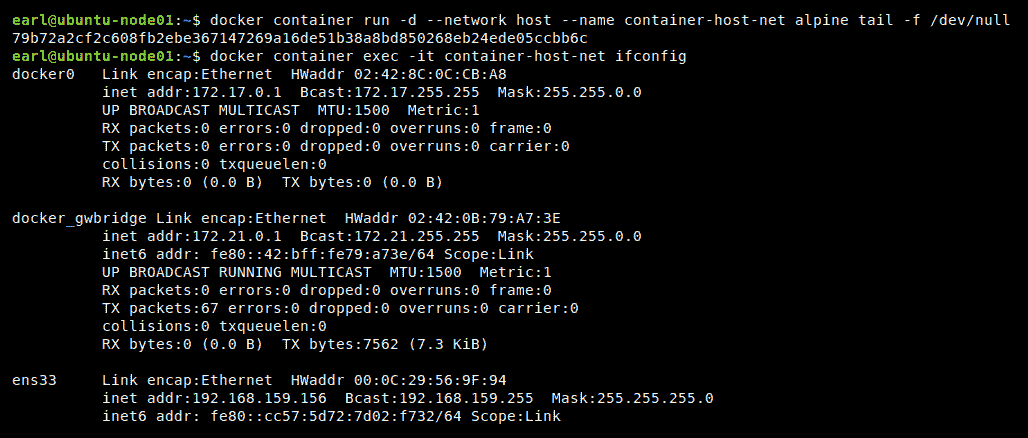 earl@ubuntu-node01:~$ docker container run -d --network host --name container-host-net alpine tail -f /dev/null
79b72a2cf2c608fb2ebe367147269a16de51b38a8bd850268eb24ede05ccbb6c
earl@ubuntu-node01:~$ docker container exec -it container-host-net ifconfig
docker0   Link encap:Ethernet  HWaddr 02:42:8C:0C:CB:A8
          inet addr:172.17.0.1  Bcast:172.17.255.255  Mask:255.255.0.0
          UP BROADCAST MULTICAST  MTU:1500  Metric:1
          RX packets:0 errors:0 dropped:0 overruns:0 frame:0
          TX packets:0 errors:0 dropped:0 overruns:0 carrier:0
          collisions:0 txqueuelen:0
          RX bytes:0 (0.0 B)  TX bytes:0 (0.0 B)

docker_gwbridge Link encap:Ethernet  HWaddr 02:42:0B:79:A7:3E
          inet addr:172.21.0.1  Bcast:172.21.255.255  Mask:255.255.0.0
          inet6 addr: fe80::42:bff:fe79:a73e/64 Scope:Link
          UP BROADCAST RUNNING MULTICAST  MTU:1500  Metric:1
          RX packets:0 errors:0 dropped:0 overruns:0 frame:0
          TX packets:67 errors:0 dropped:0 overruns:0 carrier:0
          collisions:0 txqueuelen:0
          RX bytes:0 (0.0 B)  TX bytes:7562 (7.3 KiB)

ens33     Link encap:Ethernet  HWaddr 00:0C:29:56:9F:94
          inet addr:192.168.159.156  Bcast:192.168.159.255  Mask:255.255.255.0
          inet6 addr: fe80::cc57:5d72:7d02:f732/64 Scope:Link